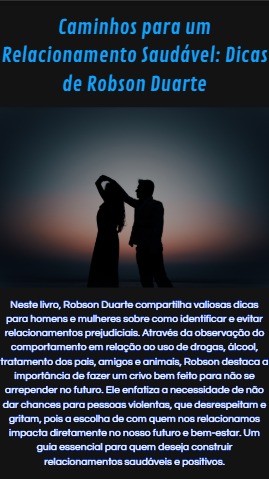 Caminhos para um
Relacionamento Saudável: Dicas
de Robson Duarte
Neste livro, Robson Duarte compartilha valiosas dicas
para homens e mulheres sobre como identificar e evitar
relacionamentos prejudiciais. Através da observação do
comportamento em relação ao uso de drogas, álcool,
tratamento dos pais, amigos e animais, Robson destaca a
importância de fazer um crivo bem feito para não se
arrepender no futuro. Ele enfatiza a necessidade de não
dar chances para pessoas violentas, que desrespeitam e
gritam, pois a escolha de com quem nos relacionamos
impacta diretamente no nosso futuro e bem-estar. Um
guia essencial para quem deseja construir
relacionamentos saudáveis e positivos.